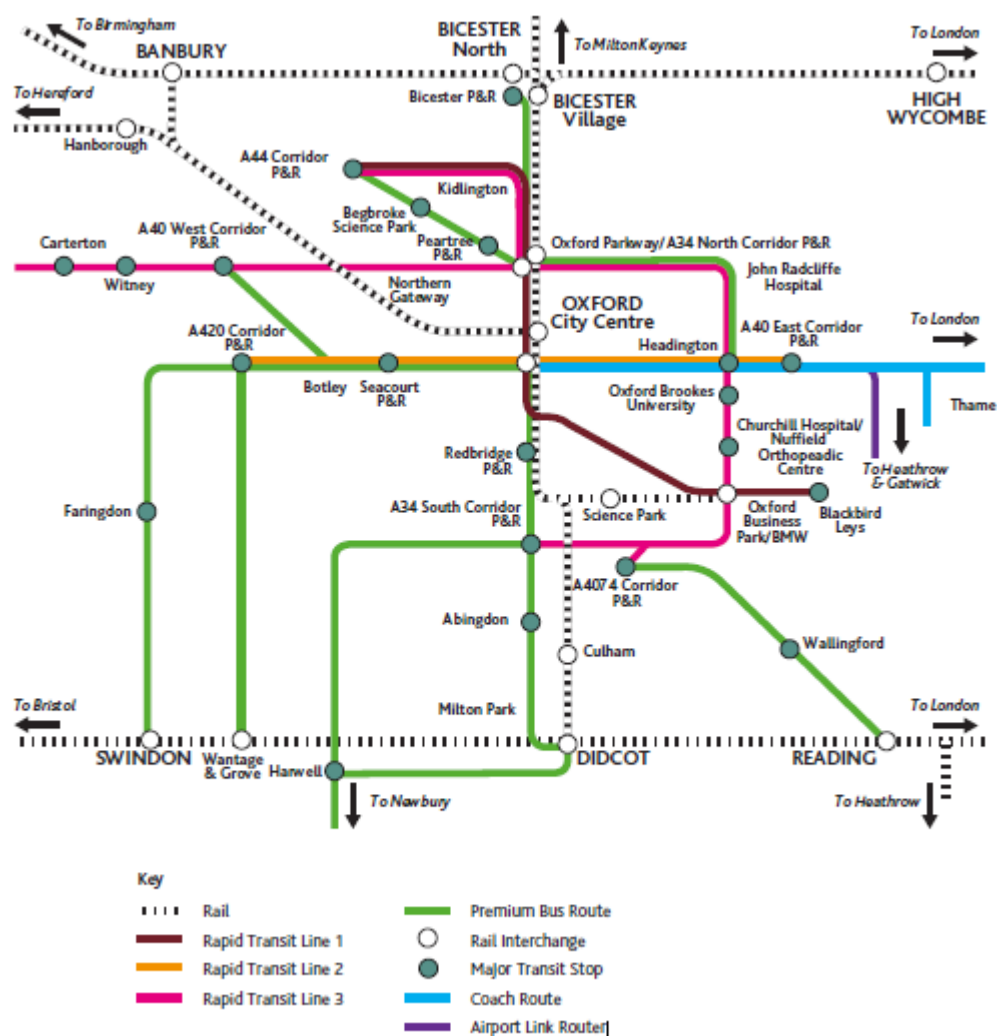 To Birmingham
BANBURY
BICESTER
North
To Milton Keynes
To London
To Hereford
Bicester P&R
BICESTER
Village
HIGH
WYCOMBE
Hanborough
A44 Corridor
P&R
Kidlington
Begbroke
Science Park
Peartree
P&R
A40 West Corridor
P&R
Carterton
Witney
Northern
Gateway
Oxford Parkway/A34 North Corridor P&R
John Radcliffe
Hospital
OXFORD
City Centre
A40 East Corridor
P&R
To London
A420 Corridor
P&R
Headington
Botley
Seacourt
P&R
Oxford Brookes
University
Thame
Churchill Hospital/
Nuffield
Orthopeadic
Centre
To Heathrow
& Gatwick
Redbridge
P&R
Faringdon
A34 South Corridor
P&R
Science Park
Oxford
Business
Park/BMW
Blackbird
Leys
A4074 Corridor
P&R
Abingdon
Culham
Wallingford
To Bristol
Milton Park
To London
SWINDON
Wantage
& Grove
Harwell
DIDCOT
READING
To Newbury
To Heathrow
Key
Rail
Premium Bus Route
Rapid Transit Line 1
Rail Interchange
Rapid Transit Line 2
Major Transit Stop
Rapid Transit Line 3
Coach Route
Airport Link Router